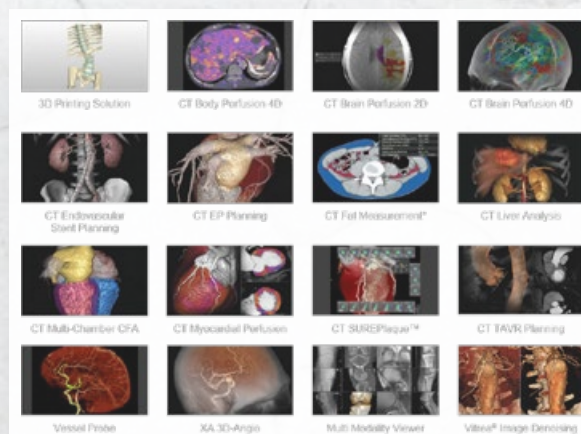 3D Printing Solution
CT Body Perfusion 4D
CT Brain Perfusion 2D
CT Brain Perfusion 4D
CT Endovascular
Stent Planning
CT EP Planning
CT Fat Measurement*
CT Liver Analysis
CT Multi-Chamber CFA
CT Myocardial Perfusion
CT SUREPlaque™
CT TAVR Planning
Vessel Probe
XA 3D-Angio
Multi Modality Viewer
Vitrea® Image Denoising